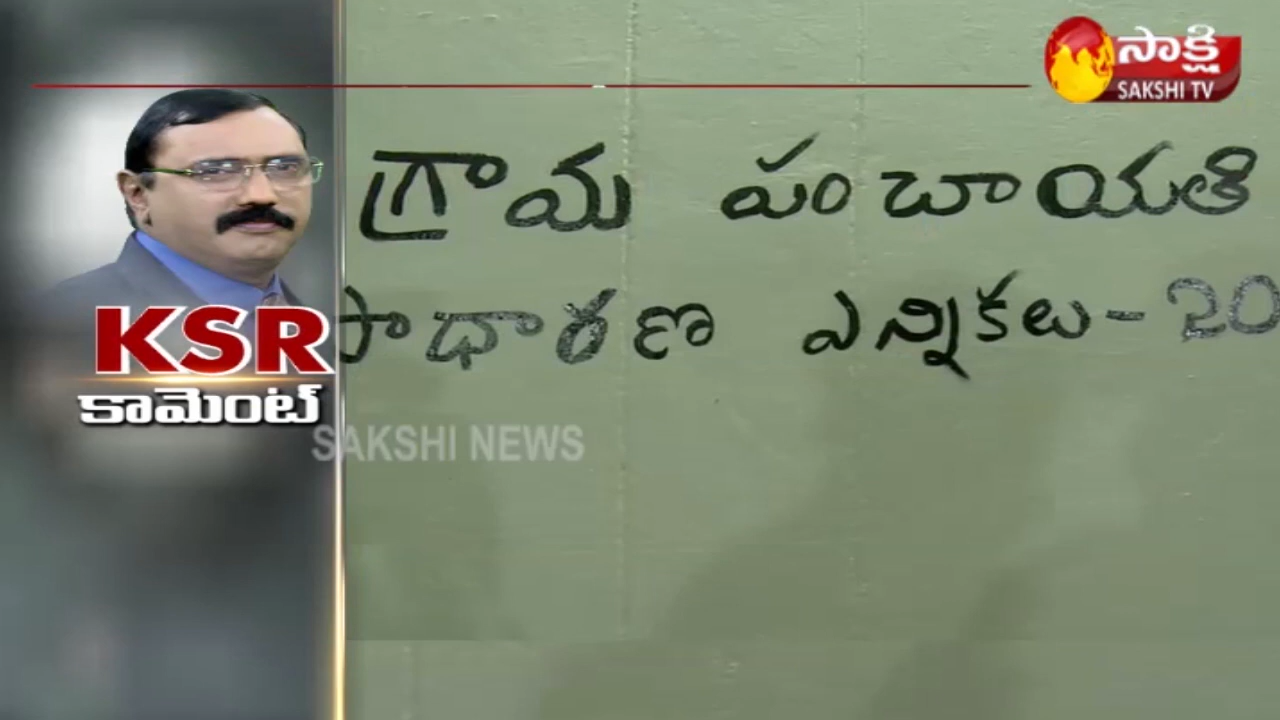 సాక్షి
SAKSHI TV
గ్రామ పంచాయతి
సాధారణ ఎన్నికలు - 20
KSR
కామెంట్
SAKSHI NEWS